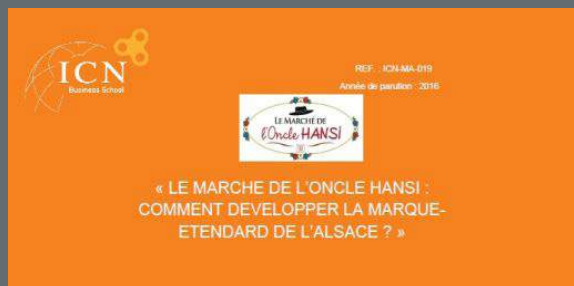 ICN
Business School
REF. : ICN-MA-019
Année de parution : 2016
LE MARCHÉ DE
l'Oncle HANSI
« LE MARCHE DE L'ONCLE HANSI :
COMMENT DEVELOPPER LA MARQUE-
ETENDARD DE L'ALSACE ? »